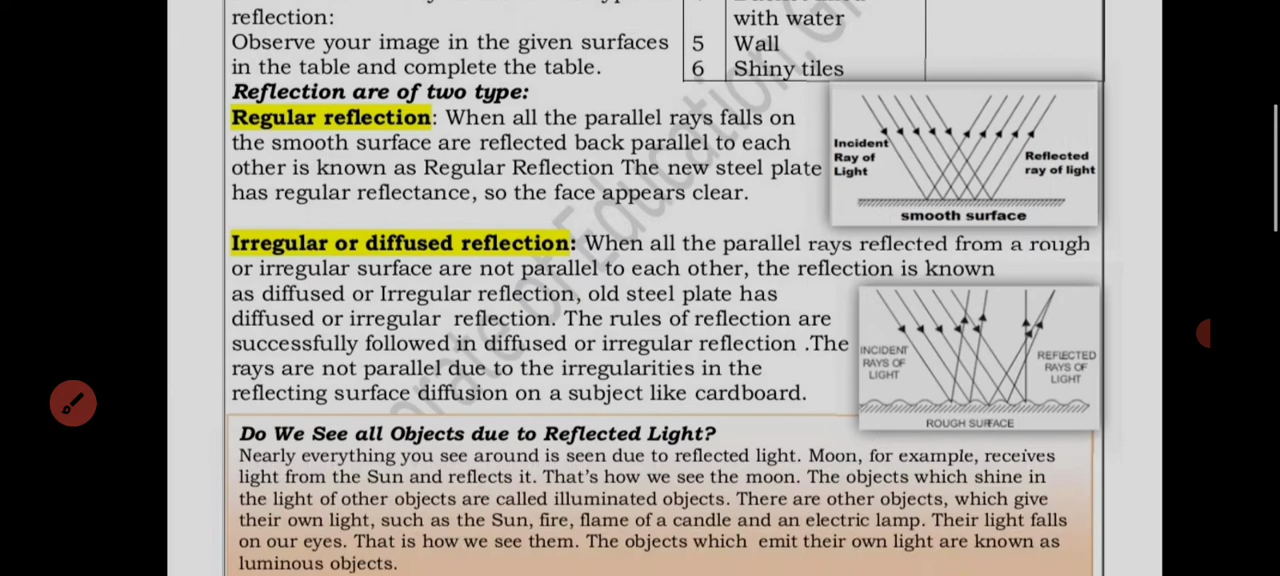 reflection:
Observe your image in the given surfaces
in the table and complete the table.
with water
5 Wall
6 Shiny tiles
Reflection are of two type:
Regular reflection: When all the parallel rays falls on
the smooth surface are reflected back parallel to each
other is known as Regular Reflection The new steel plate
has regular reflectance, so the face appears clear.
Incident
Ray of
Light
Reflected
ray of light
smooth surface
Irregular or diffused reflection: When all the parallel rays reflected from a rough
or irregular surface are not parallel to each other, the reflection is known
as diffused or Irregular reflection, old steel plate has
diffused or irregular reflection. The rules of reflection are
successfully followed in diffused or irregular reflection .The
rays are not parallel due to the irregularities in the
reflecting surface diffusion on a subject like cardboard.
INCIDENT
RAYS OF
LIGHT
REFLECTED
RAYS OF
LIGHT
ROUGH SURFACE
Do We See all Objects due to Reflected Light?
Nearly everything you see around is seen due to reflected light. Moon, for example, receives
light from the Sun and reflects it. That's how we see the moon. The objects which shine in
the light of other objects are called illuminated objects. There are other objects, which give
their own light, such as the Sun, fire, flame of a candle and an electric lamp. Their light falls
on our eyes. That is how we see them. The objects which emit their own light are known as
luminous objects.
of Education,